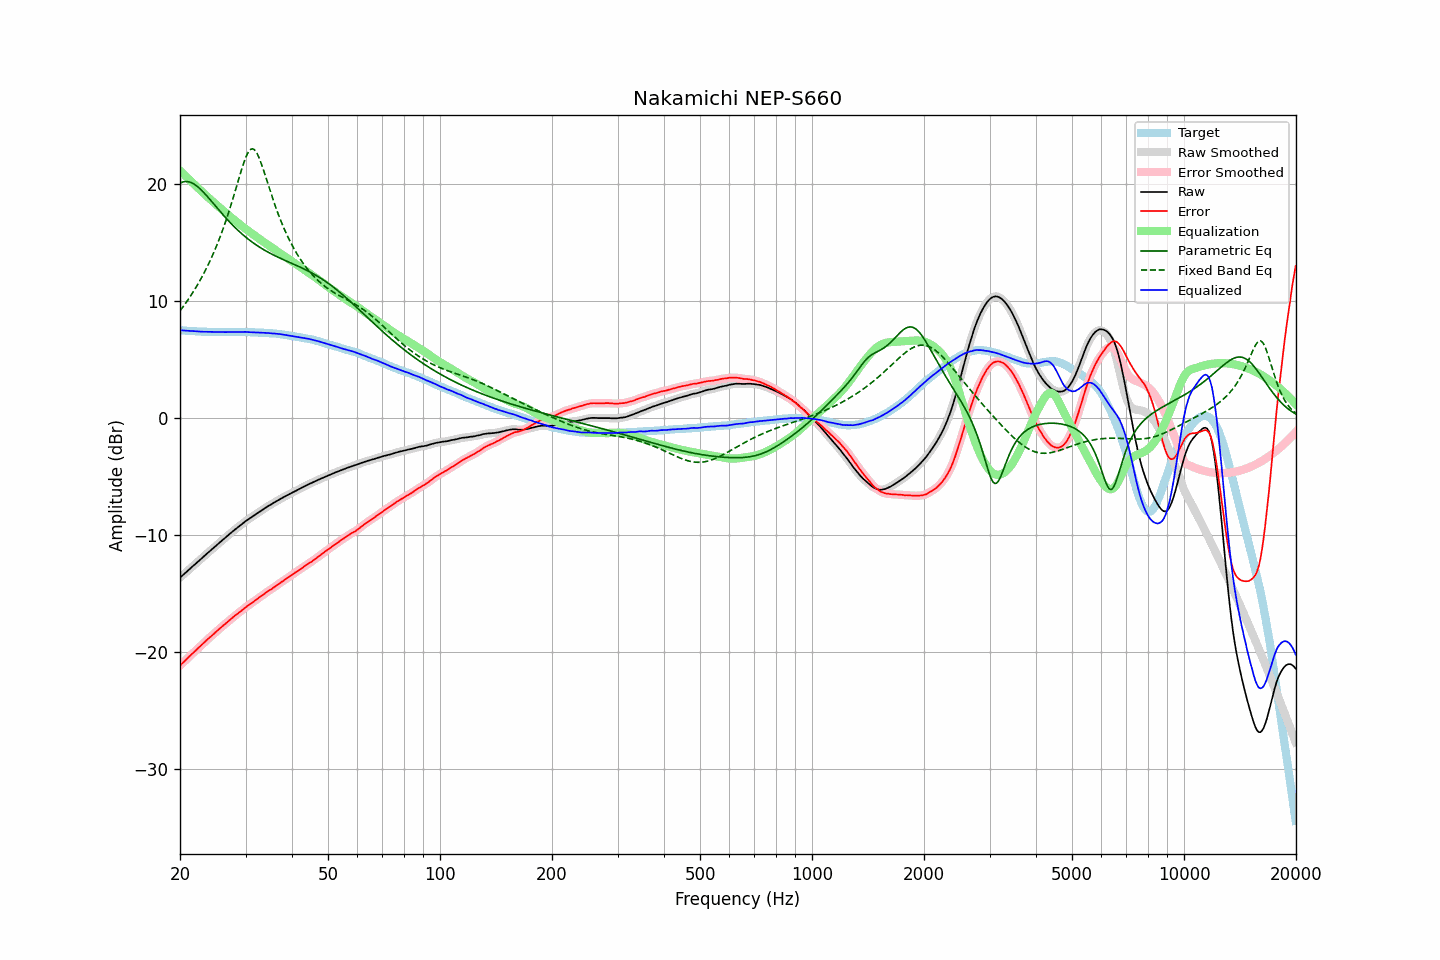 Nakamichi NEP-S660
Target
Raw Smoothed
Error Smoothed
Raw
Error
Equalization
Parametric Eq
Fixed Band Eq
Equalized
20
10
0
−10
−20
−30
Amplitude (dBr)
20 50 100 200 500 1000 2000 5000 10000 20000
Frequency (Hz)